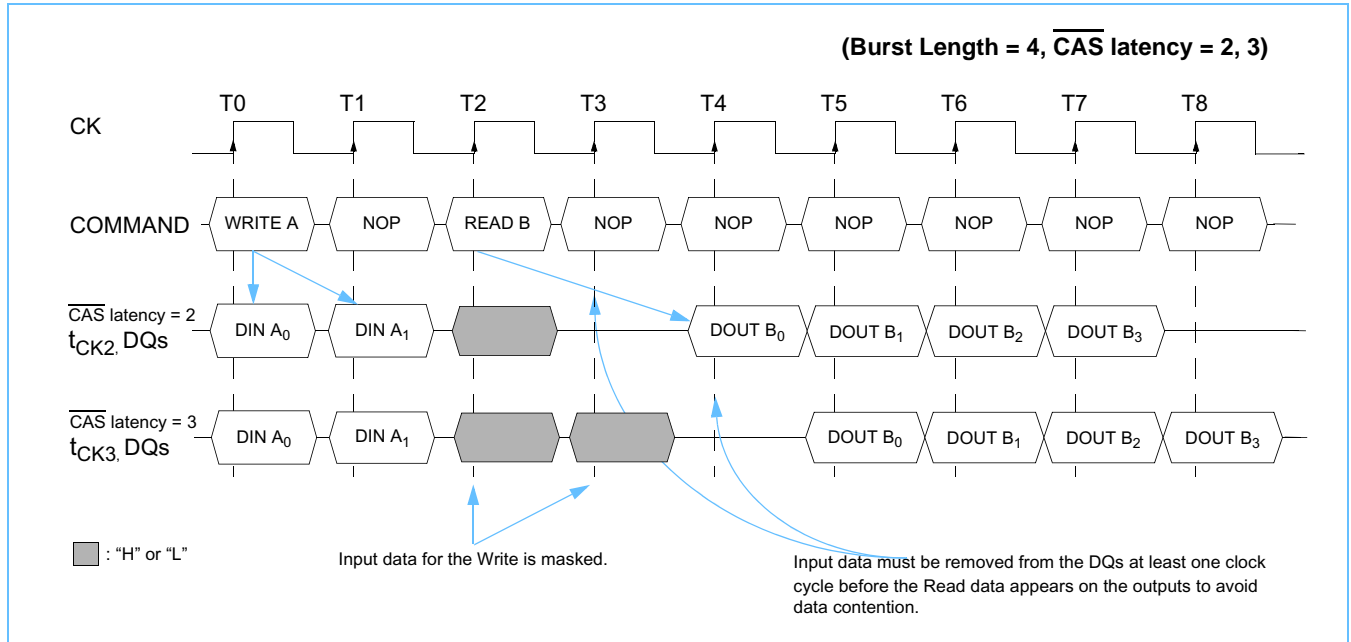 (Burst Length = 4, CAS latency = 2, 3)
T0 T1 T2 T3 T4 T5 T6 T7 T8
CK
COMMAND WRITE A NOP READ B NOP NOP NOP NOP NOP NOP
CAS latency = 2
tCK2, DQs DIN A0 DIN A1 DOUT B0 DOUT B1 DOUT B2 DOUT B3
CAS latency = 3
tCK3, DQs DIN A0 DIN A1 DOUT B0 DOUT B1 DOUT B2 DOUT B3
: “H” or “L”
Input data for the Write is masked.
Input data must be removed from the DQs at least one clock
cycle before the Read data appears on the outputs to avoid
data contention.